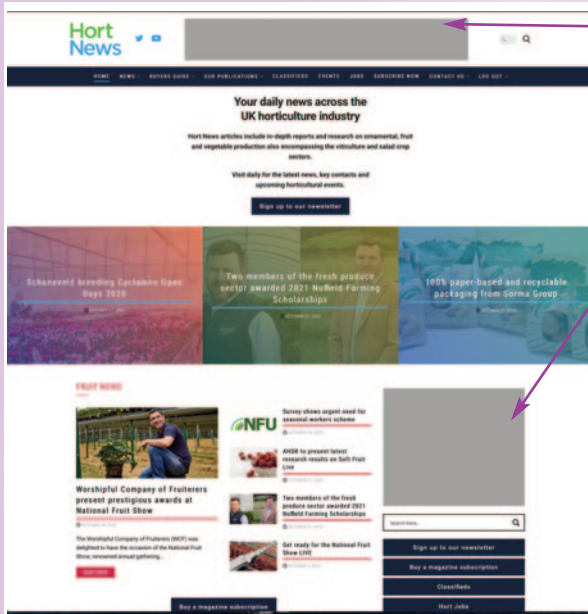 Hort
News
HOME NEWS BUYERS GUIDE OUR PUBLICATIONS CLASSIFIEDS EVENTS JOBS SUBSCRIBE NOW CONTACT US LOG OUT
Your daily news across the
UK horticulture industry
Hort News articles include in-depth reports and research on ornamental, fruit
and vegetable production also encompassing the viticulture and salad crop
sectors.
Visit daily for the latest news, key contacts and
upcoming horticultural events.
Sign up to our newsletter
Schoneveld breeding Cyclamen Open
Days 2020
Two members of the fresh produce
sector awarded 2021 Nuffield Farming
Scholarships
100% paper-based and recyclable
packaging from Sorma Group
FRUIT NEWS
Worshipful Company of Fruiterers
present prestigious awards at
National Fruit Show
The Worshipful Company of Fruiterers (WCF) was
delighted to have the occasion of the National Fruit
Show, renowned annual gathering...
NFU
Survey shows urgent need for
seasonal workers scheme
AHDB to present latest
research results on Soft Fruit
Live
Two members of the fresh
produce sector awarded 2021
Nuffield Farming Scholarships
Get ready for the National Fruit
Show LIVE
Search here...
Sign up to our newsletter
Buy a magazine subscription
Classifieds
Hort Jobs
Buy a magazine subscription